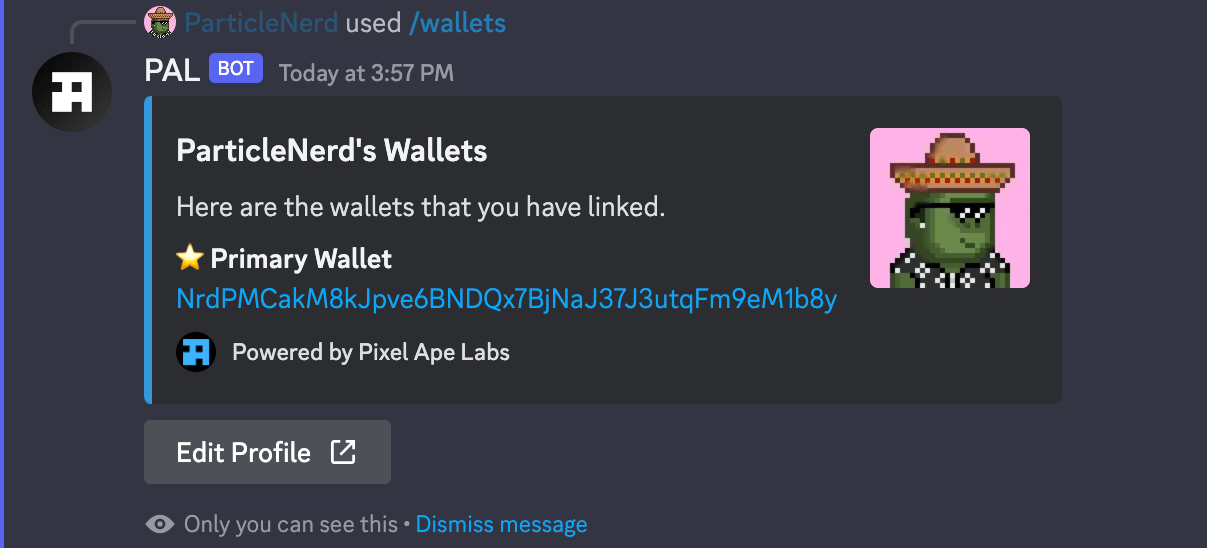 ParticleNerd used /wallets
PAL BOT Today at 3:57 PM
ParticleNerd's Wallets
Here are the wallets that you have linked.
⭐ Primary Wallet
NrdPMCakM8kJpve6BNDQx7BjNaJ37J3utqFm9eM1b8y
Powered by Pixel Ape Labs
Edit Profile
Only you can see this • Dismiss message